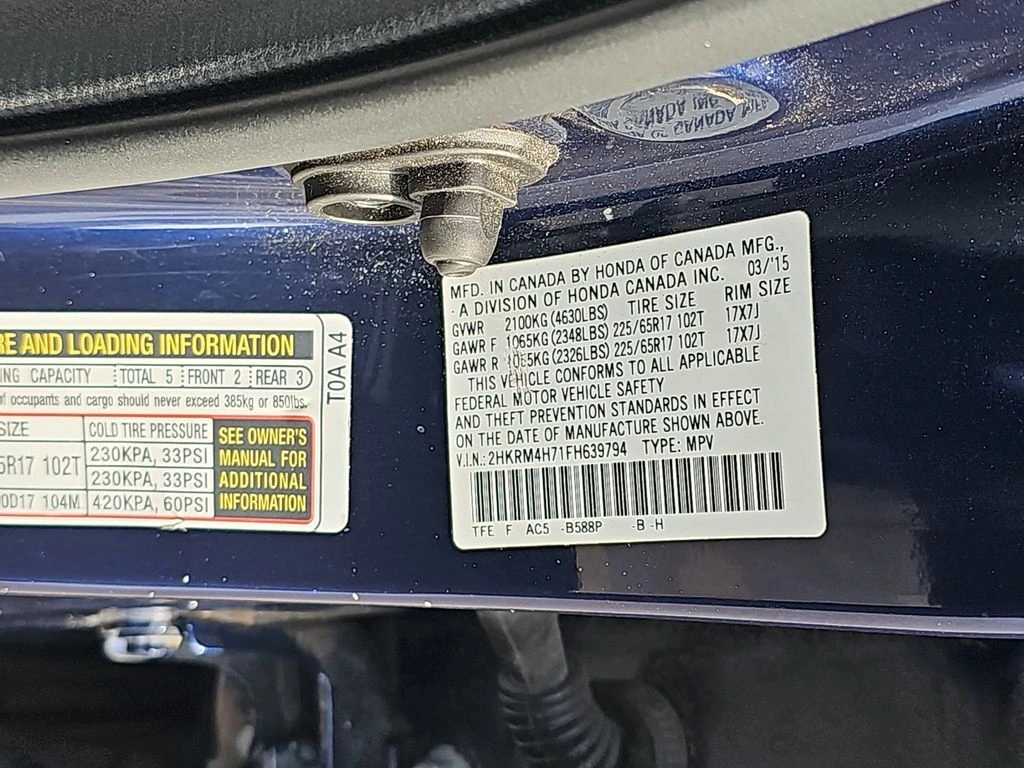 MFD. IN CANADA BY HONDA OF CANADA MFG.,
A DIVISION OF HONDA CANADA INC. 03/'15
GVWR 2100KG (4630LBS) TIRE SIZE RIM SIZE
GAWR F 1065KG (2348LBS) 225/65R17 102T 17X7J
GAWR R 1055KG (2326LBS) 225/65R17 102T 17X7J
THIS VEHICLE CONFORMS TO ALL APPLICABLE
FEDERAL MOTOR VEHICLE SAFETY
AND THEFT PREVENTION STANDARDS IN EFFECT
ON THE DATE OF MANUFACTURE SHOWN ABOVE.
V.I.N.:2HKRM4H71FH639794 TYPE: MPV
TFE F AC5 -B588P -B -H
RE AND LOADING INFORMATION
NG CAPACITY TOTAL 5 FRONT 2 REAR 3
occupants and cargo should never exceed 385kg or 850lbs.
SIZE COLD TIRE PRESSURE
5R17 102T 230KPA, 33PSI
230KPA, 33PSI
0D17 104M 420KPA, 60PSI
SEE OWNER'S
MANUAL FOR
ADDITIONAL
INFORMATION
T0A A4